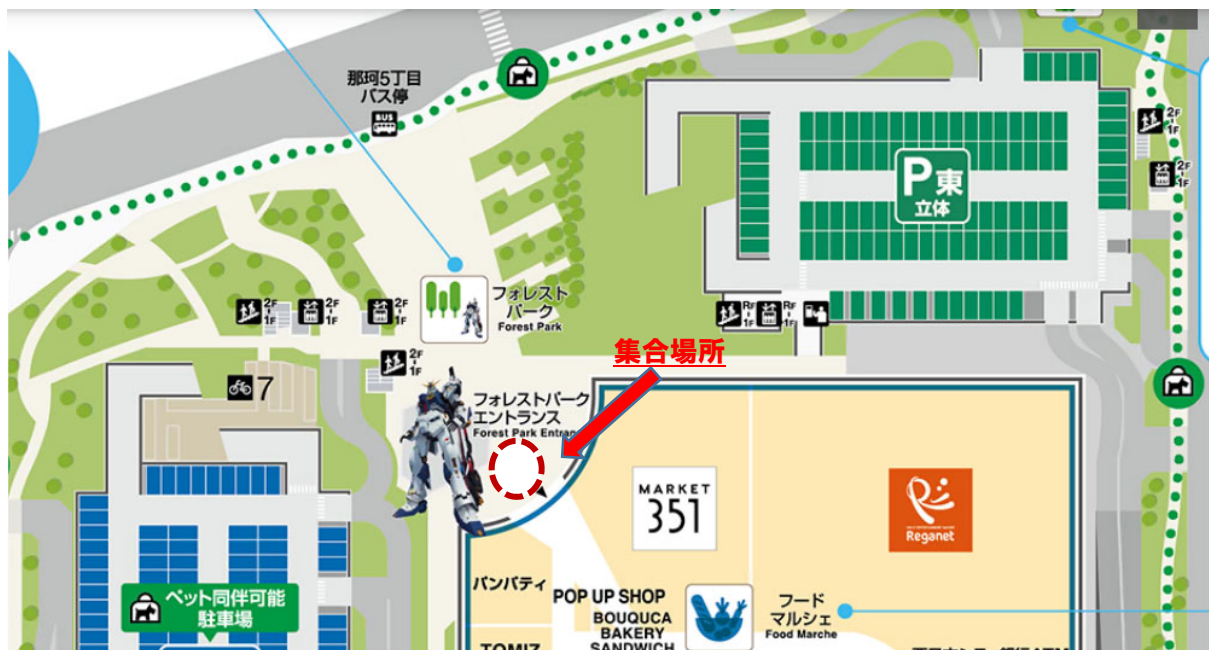 那珂5丁目
バス停
BUS
2F
1F
2F
1F
P東
立体
フォレスト
パーク
Forest Park
2F
1F
2F
1F
2F
1F
RF
1F
RF
1F
集合場所
2F
1F
7
フォレストパーク
エントランス
Forest Park Entran
MARKET
351
Reganet
パンパティ
POP UP SHOP
BOUQUCA
BAKERY
SANDWICH
フード
マルシェ
Food Marche
ペット同伴可能
駐車場
TOMIZ